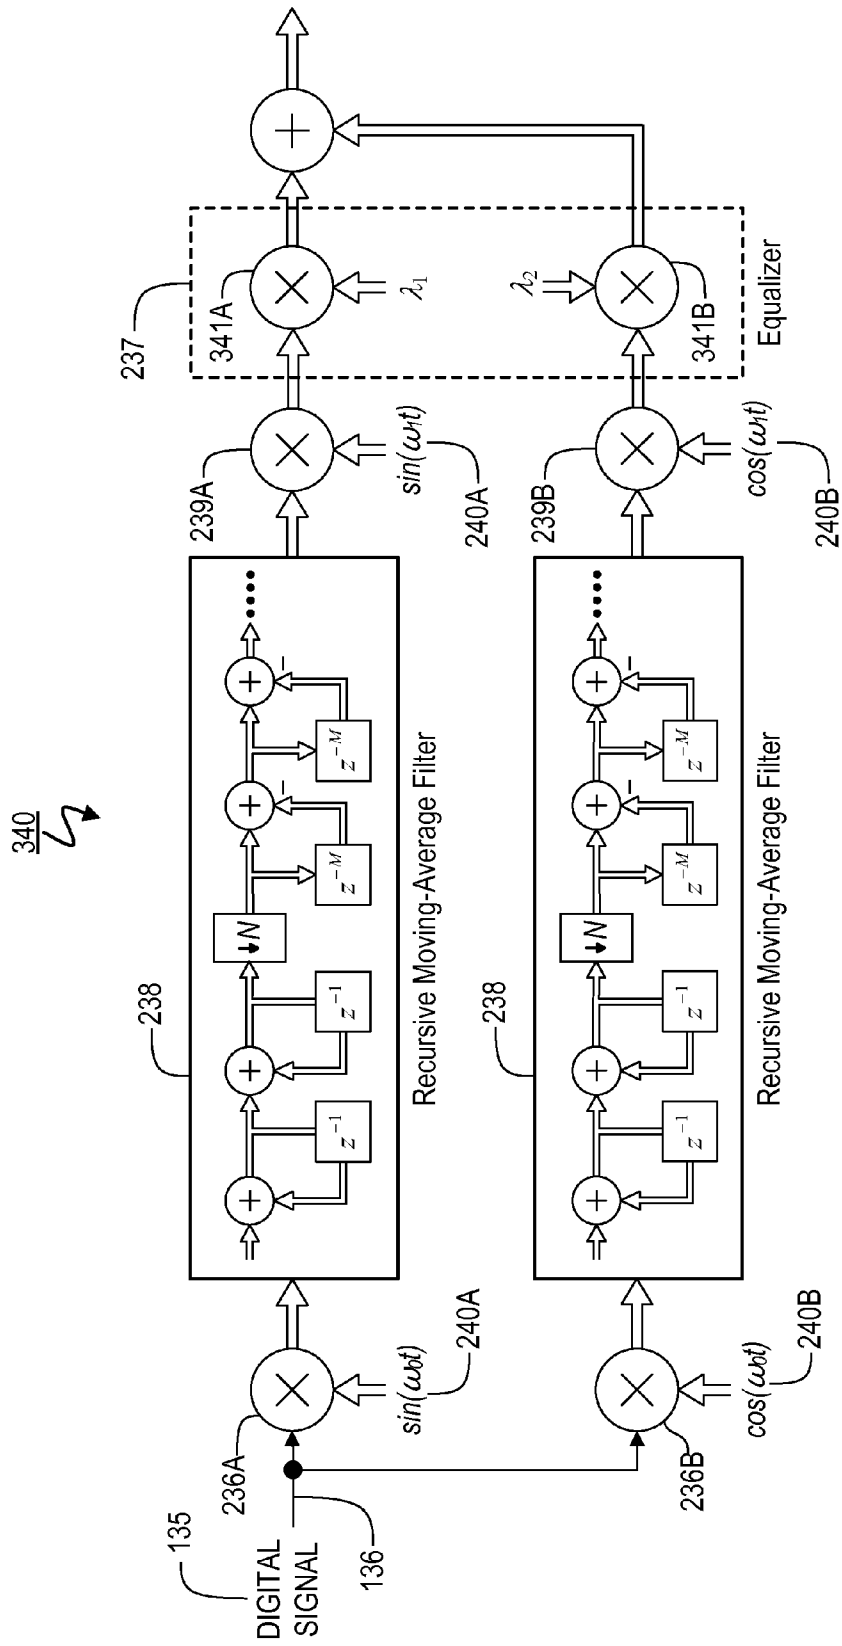 340
135
DIGITAL
SIGNAL
136
236A
×
sin(ω₀t)
240A
238
+
z⁻¹
+
z⁻¹
↓N
z⁻ᴹ
+
−
z⁻ᴹ
+
−
Recursive Moving-Average Filter
239A
×
sin(ω₁t)
240A
237
341A
×
λ₁
+
236B
×
cos(ω₀t)
240B
238
+
z⁻¹
+
z⁻¹
↓N
z⁻ᴹ
+
−
z⁻ᴹ
+
−
Recursive Moving-Average Filter
239B
×
cos(ω₁t)
240B
λ₂
×
341B
Equalizer